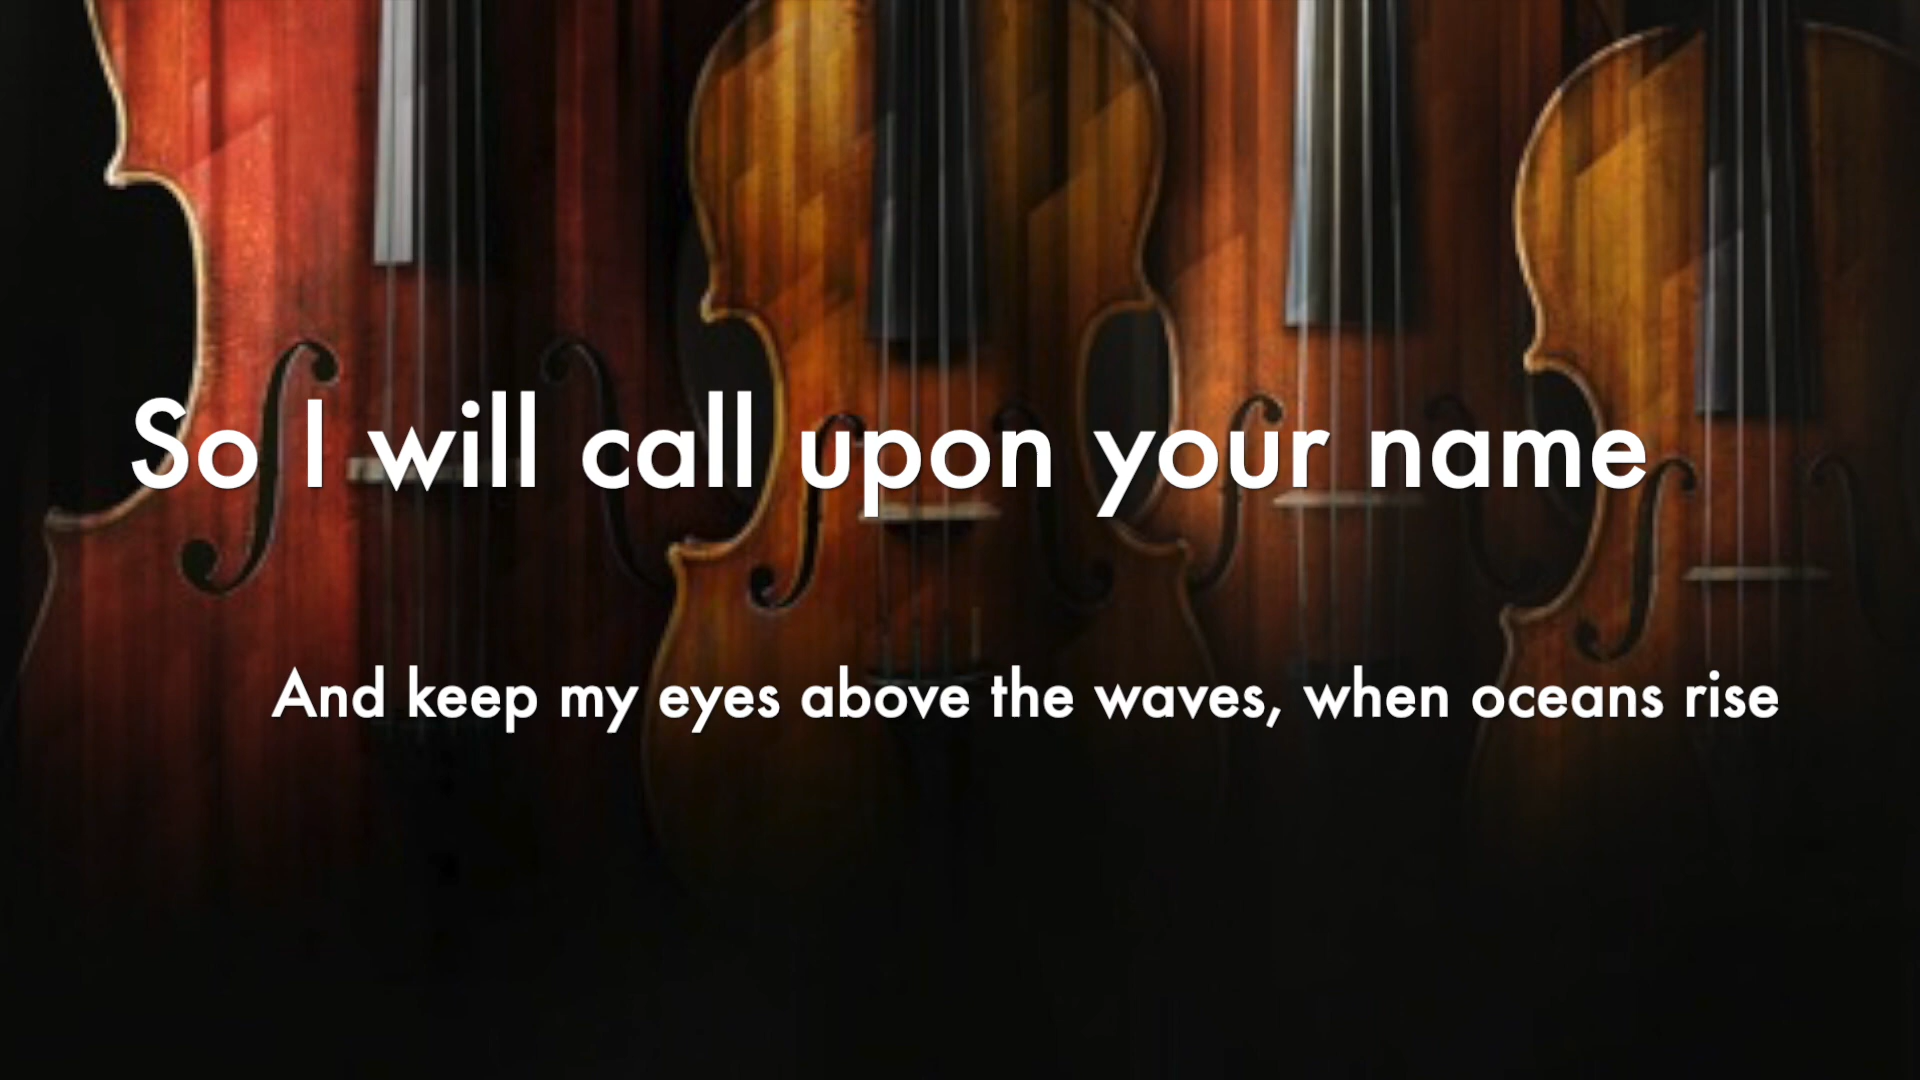 So I will call upon your name
And keep my eyes above the waves, when oceans rise